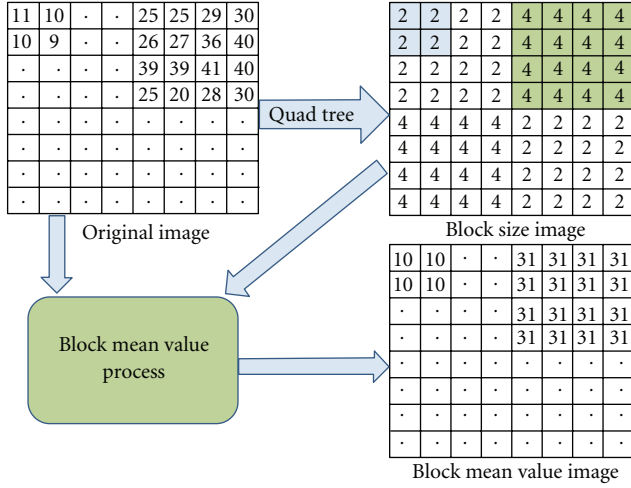 11 10 · · 25 25 29 30
10 9 · · 26 27 36 40
· · · · 39 39 41 40
· · · · 25 20 28 30
· · · · · · · ·
· · · · · · · ·
· · · · · · · ·
· · · · · · · ·
Original image
Quad tree
2 2 2 2 4 4 4 4
2 2 2 2 4 4 4 4
2 2 2 2 4 4 4 4
2 2 2 2 4 4 4 4
4 4 4 4 2 2 2 2
4 4 4 4 2 2 2 2
4 4 4 4 2 2 2 2
4 4 4 4 2 2 2 2
Block size image
Block mean value
process
10 10 · · 31 31 31 31
10 10 · · 31 31 31 31
· · · · 31 31 31 31
· · · · 31 31 31 31
· · · · · · · ·
· · · · · · · ·
· · · · · · · ·
· · · · · · · ·
Block mean value image